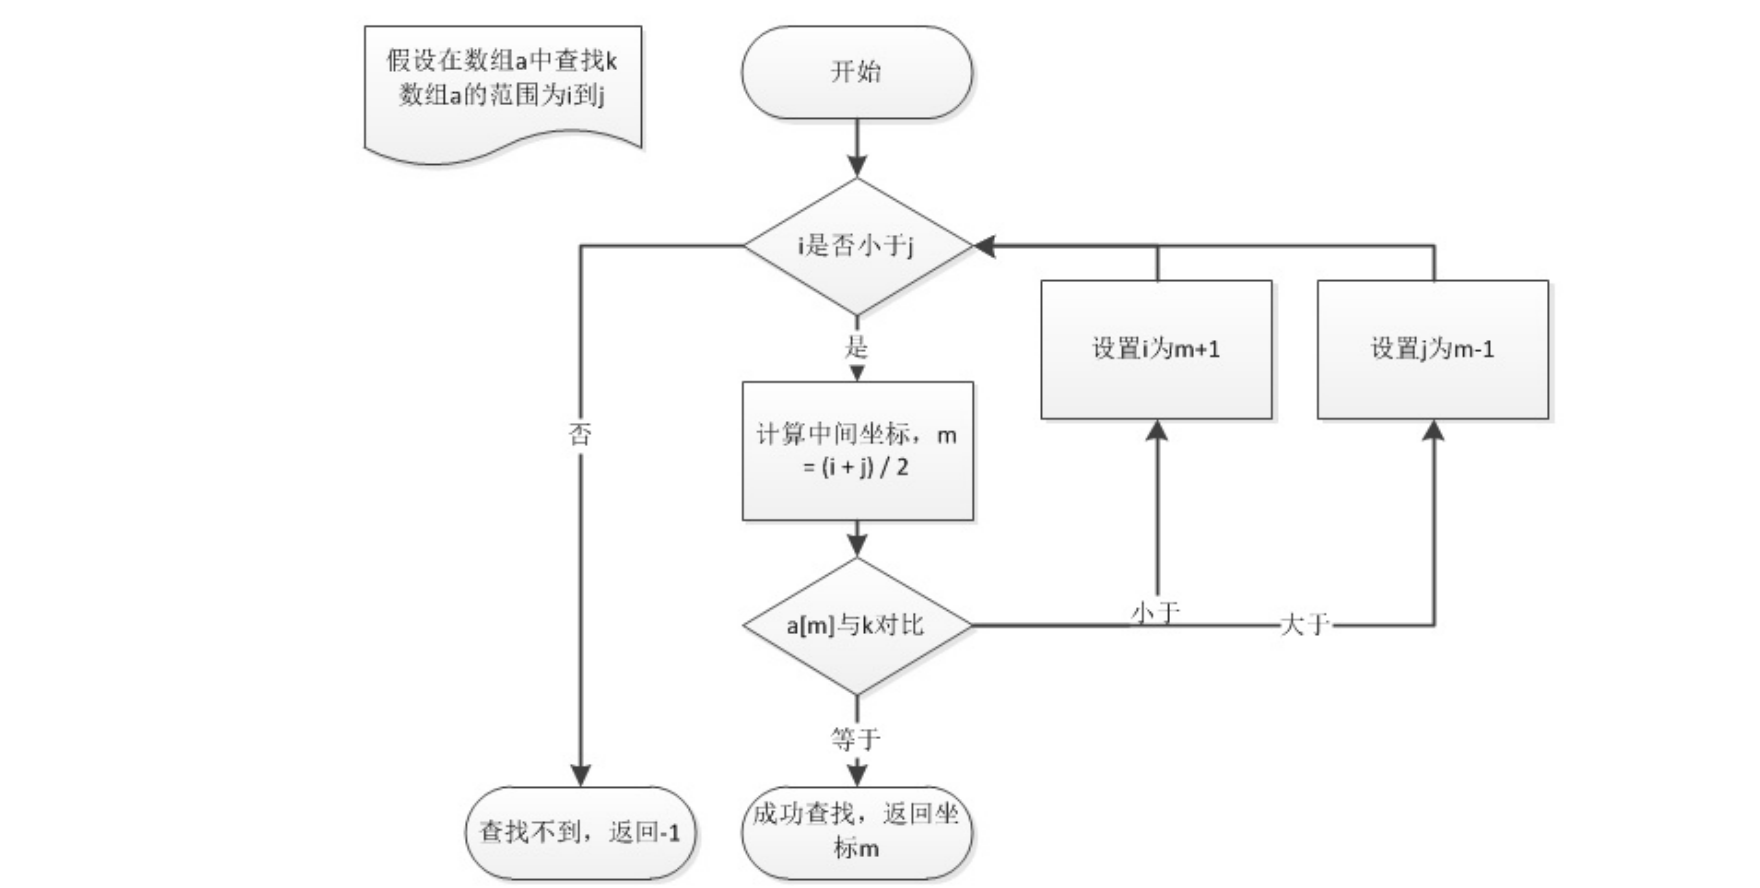 假设在数组a中查找k
数组a的范围为i到j
开始
i是否小于j
是
否
设置i为m+1
设置j为m-1
计算中间坐标，m
= (i + j) / 2
a[m]与k对比
小于
大于
等于
查找不到，返回-1
成功查找，返回坐
标m